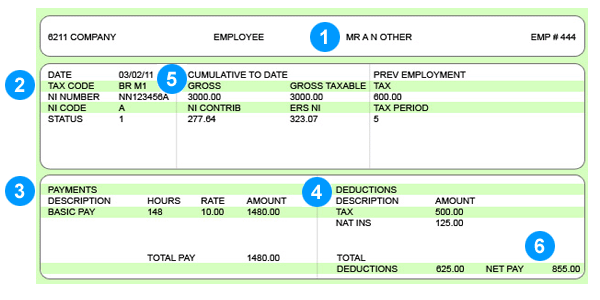 6211 COMPANY EMPLOYEE 1 MR A N OTHER EMP # 444
2 DATE 03/02/11 5 CUMULATIVE TO DATE PREV EMPLOYMENT
TAX CODE BR M1 GROSS GROSS TAXABLE TAX
NI NUMBER NN123456A 3000.00 3000.00 600.00
NI CODE A NI CONTRIB ERS NI TAX PERIOD
STATUS 1 277.64 323.07 5
3 PAYMENTS 4 DEDUCTIONS
DESCRIPTION HOURS RATE AMOUNT DESCRIPTION AMOUNT
BASIC PAY 148 10.00 1480.00 TAX 500.00
NAT INS 125.00
6
TOTAL PAY 1480.00 TOTAL
DEDUCTIONS 625.00 NET PAY 855.00